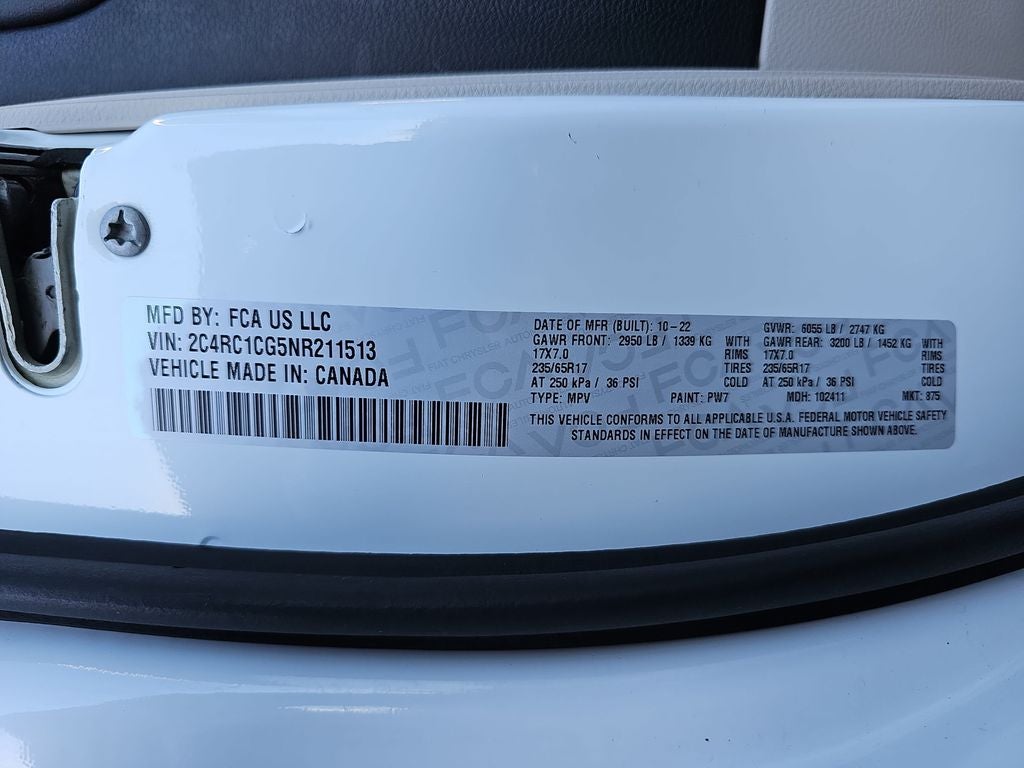 MFD BY: FCA US LLC
VIN: 2C4RC1CG5NR211513
VEHICLE MADE IN: CANADA
DATE OF MFR (BUILT): 10-22 GVWR: 6055 LB / 2747 KG
GAWR FRONT: 2950 LB / 1339 KG WITH GAWR REAR: 3200 LB / 1452 KG WITH
17X7.0 RIMS 17X7.0 RIMS
235/65R17 TIRES 235/65R17 TIRES
AT 250 kPa / 36 PSI COLD AT 250 kPa / 36 PSI COLD
TYPE: MPV PAINT: PW7 MDH: 102411 MKT: 875
THIS VEHICLE CONFORMS TO ALL APPLICABLE U.S.A. FEDERAL MOTOR VEHICLE SAFETY
STANDARDS IN EFFECT ON THE DATE OF MANUFACTURE SHOWN ABOVE.